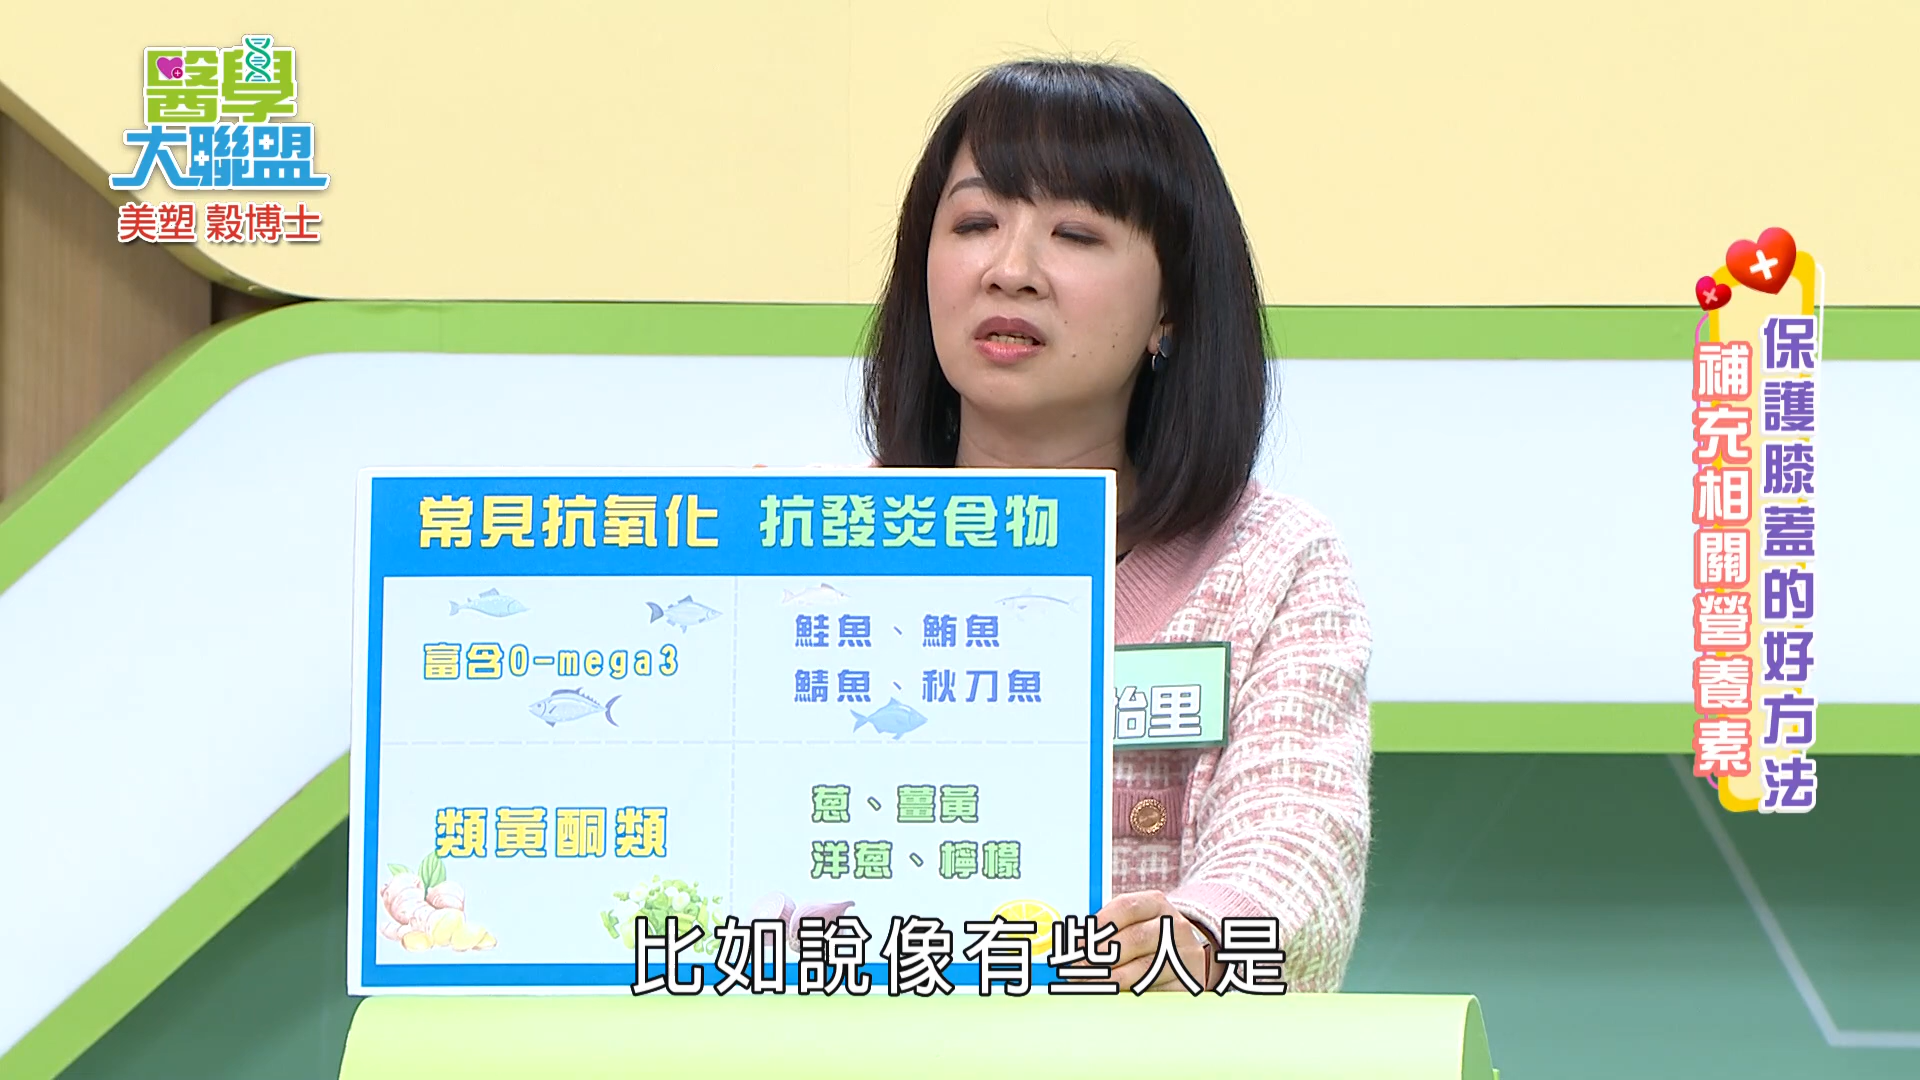 醫學
大聯盟
美塑 穀博士
保護膝蓋的好方法
補充相關營養素
常見抗氧化 抗發炎食物
富含O-mega3
鮭魚、鮪魚
鯖魚、秋刀魚
類黃酮類
蔥、薑黃
洋蔥、檸檬
怡里
比如說像有些人是